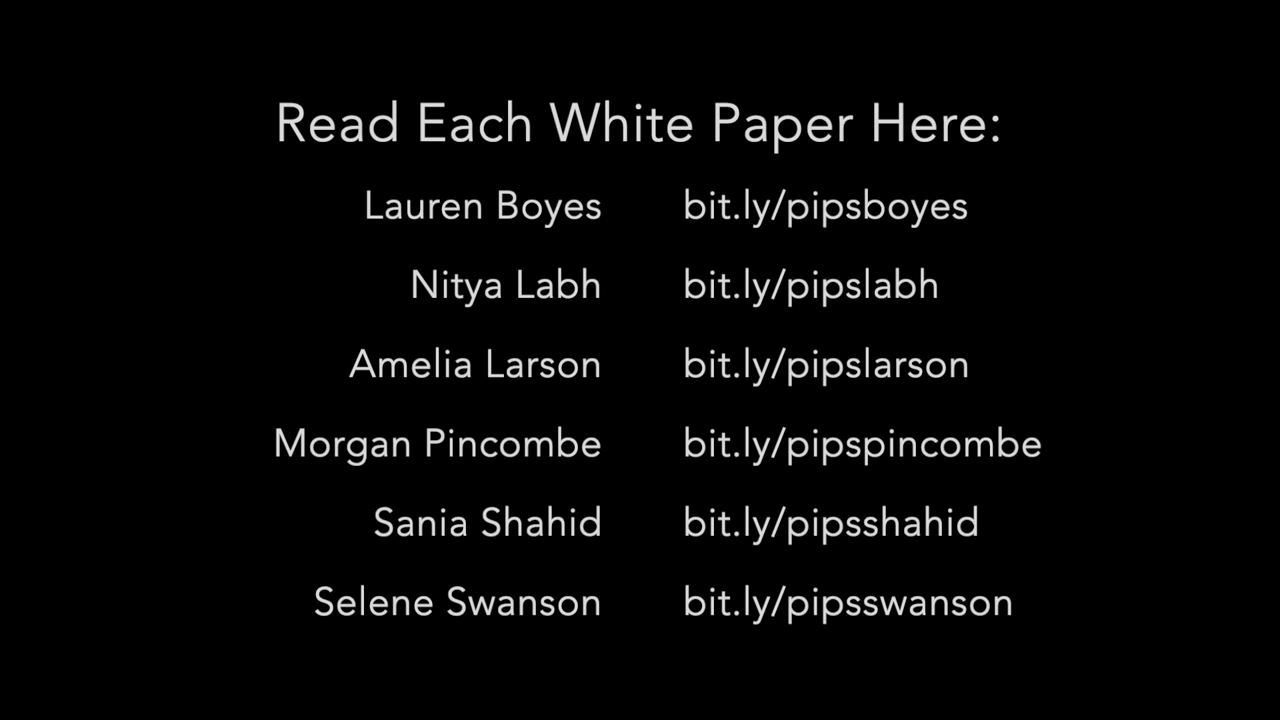 Read Each White Paper Here:
Lauren Boyes bit.ly/pipsboyes
Nitya Labh bit.ly/pipslabh
Amelia Larson bit.ly/pipslarson
Morgan Pincombe bit.ly/pipspincombe
Sania Shahid bit.ly/pipsshahid
Selene Swanson bit.ly/pipsswanson